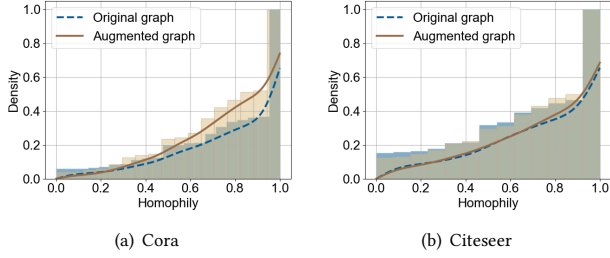 Original graph
Augmented graph
Density
1.0
0.8
0.6
0.4
0.2
0.0
0.0 0.2 0.4 0.6 0.8 1.0
Homophily
(a) Cora
Original graph
Augmented graph
Density
1.0
0.8
0.6
0.4
0.2
0.0
0.0 0.2 0.4 0.6 0.8 1.0
Homophily
(b) Citeseer